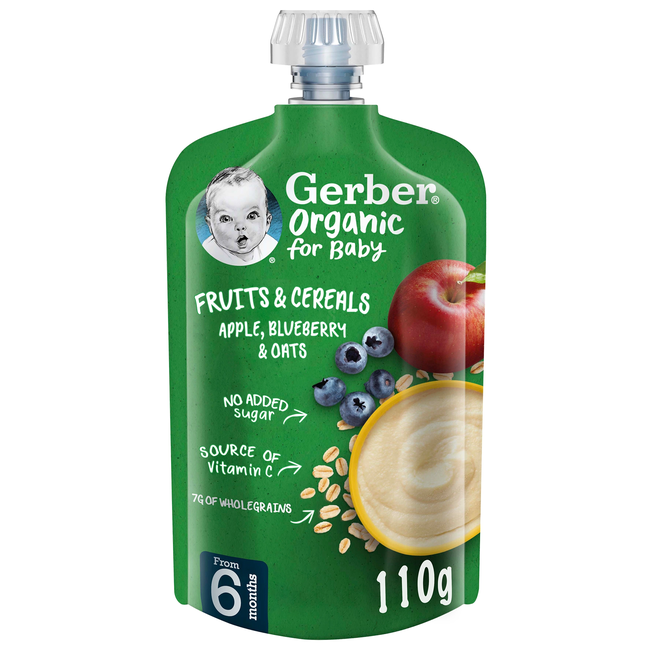 Gerber®
Organic
for Baby
®
FRUITS & CEREALS
APPLE, BLUEBERRY
& OATS
NO ADDED
sugar
SOURCE OF
Vitamin C
7G OF WHOLEGRAINS
From
6
months
110g